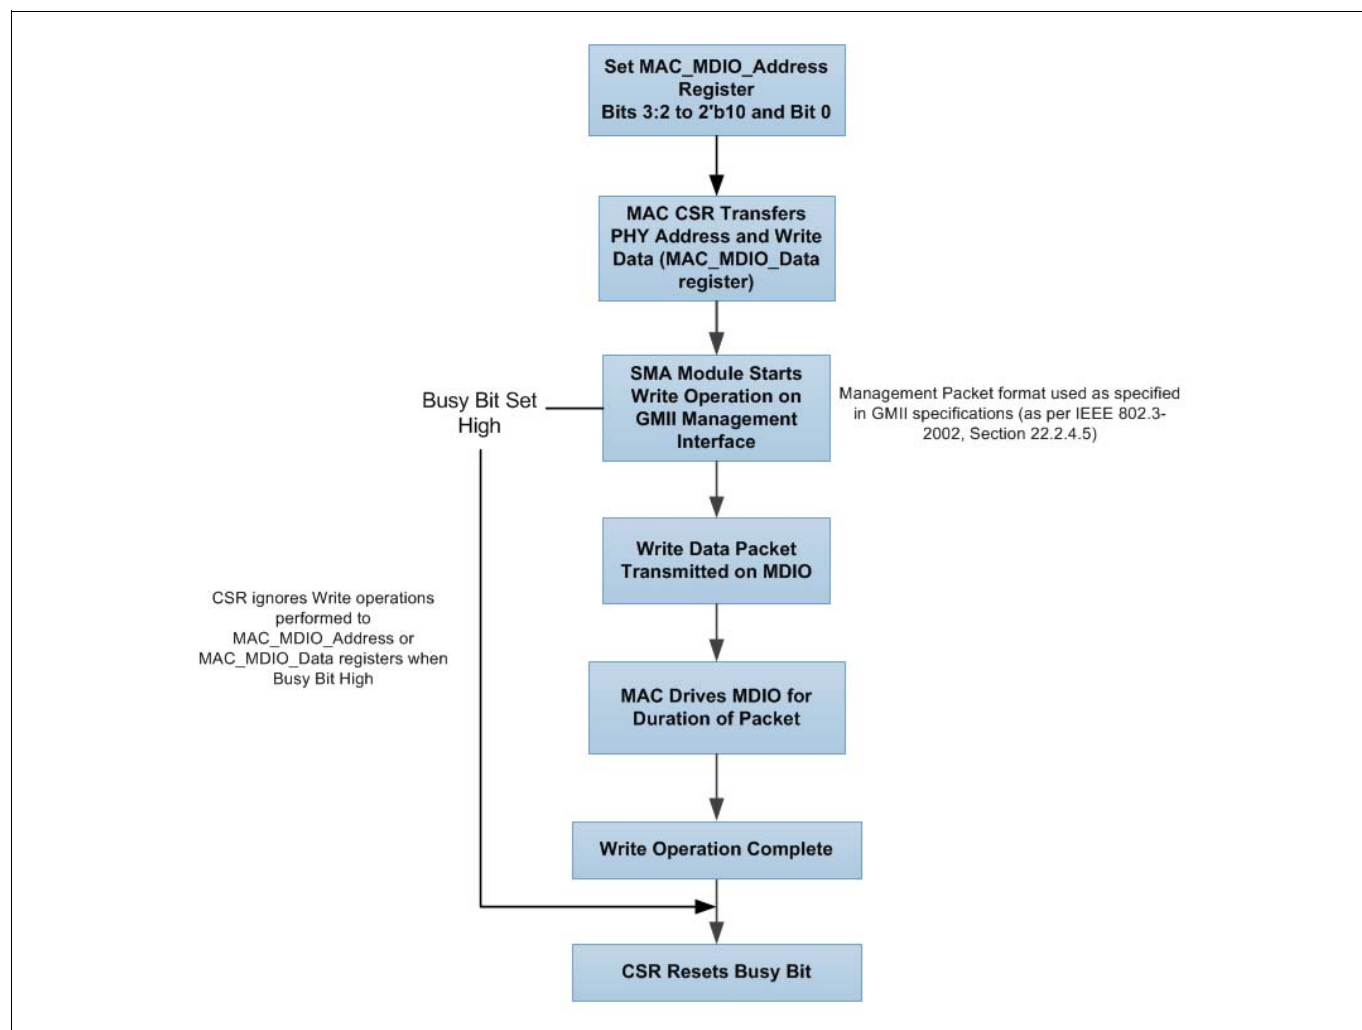 Set MAC_MDIO_Address
Register
Bits 3:2 to 2'b10 and Bit 0
MAC CSR Transfers
PHY Address and Write
Data (MAC_MDIO_Data
register)
SMA Module Starts
Write Operation on
GMII Management
Interface
Busy Bit Set
High
Management Packet format used as specified
in GMII specifications (as per IEEE 802.3-
2002, Section 22.2.4.5)
Write Data Packet
Transmitted on MDIO
CSR ignores Write operations
performed to
MAC_MDIO_Address or
MAC_MDIO_Data registers when
Busy Bit High
MAC Drives MDIO for
Duration of Packet
Write Operation Complete
CSR Resets Busy Bit